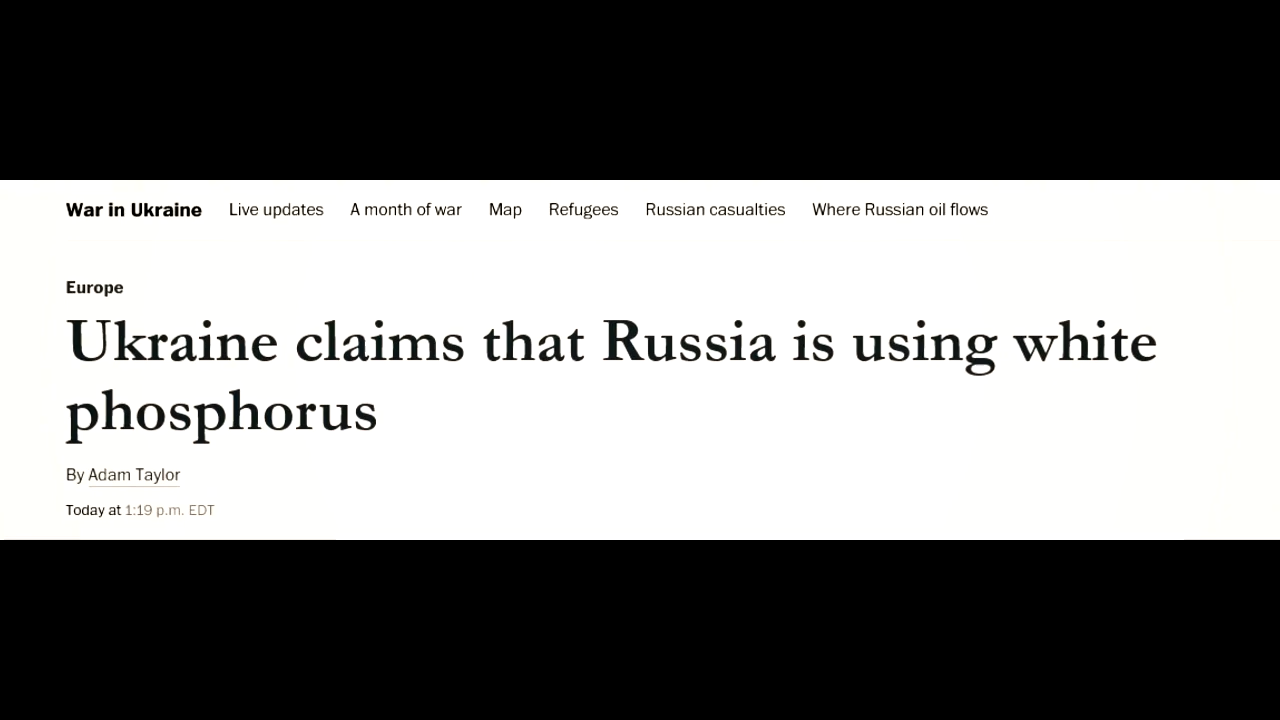 War in Ukraine Live updates A month of war Map Refugees Russian casualties Where Russian oil flows
Europe
Ukraine claims that Russia is using white
phosphorus
By Adam Taylor
Today at 1:19 p.m. EDT